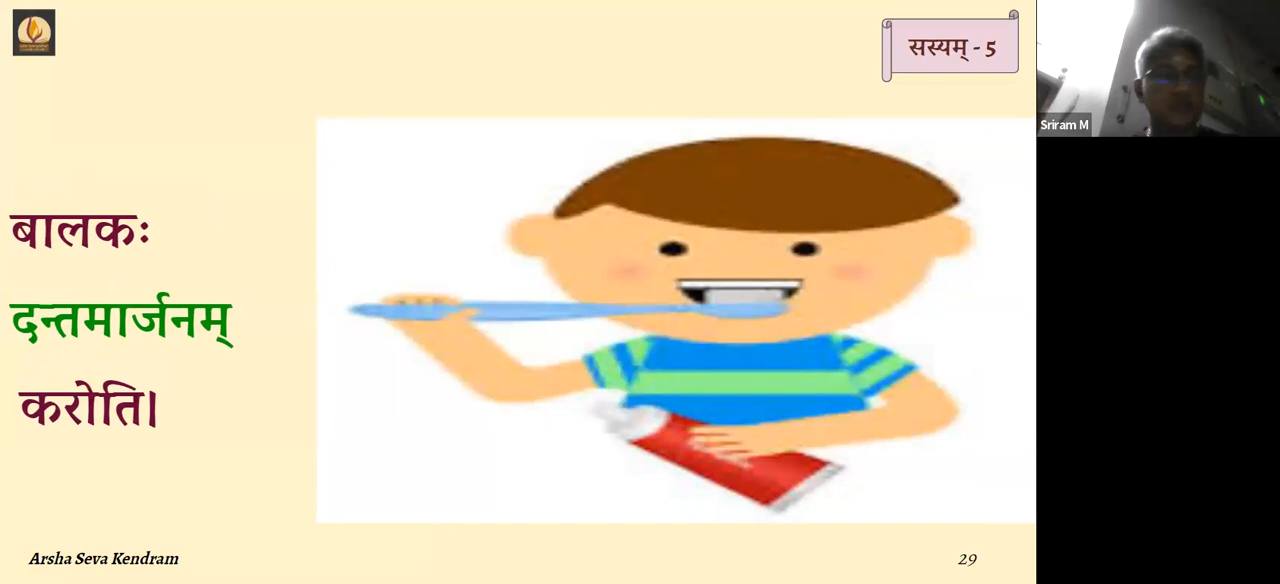 सस्यम् - 5
Sriram M
बालकः
दन्तमार्जनम्
करोति।
Arsha Seva Kendram
29